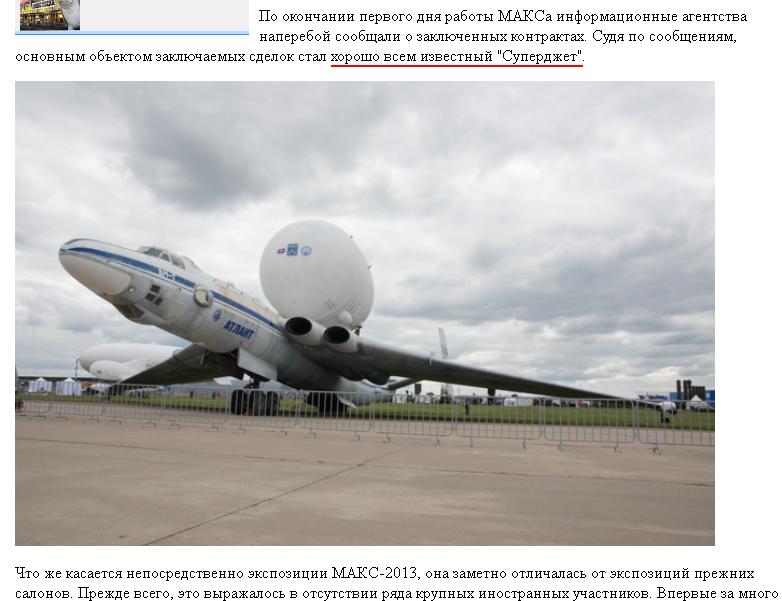 По окончании первого дня работы МАКСа информационные агентства
наперебой сообщали о заключенных контрактах. Судя по сообщениям,
основным объектом заключаемых сделок стал хорошо всем известный "Суперджет".
АТЛАНТ
Что же касается непосредственно экспозиции МАКС-2013, она заметно отличалась от экспозиций прежних
салонов. Прежде всего, это выражалось в отсутствии ряда крупных иностранных участников. Впервые за много